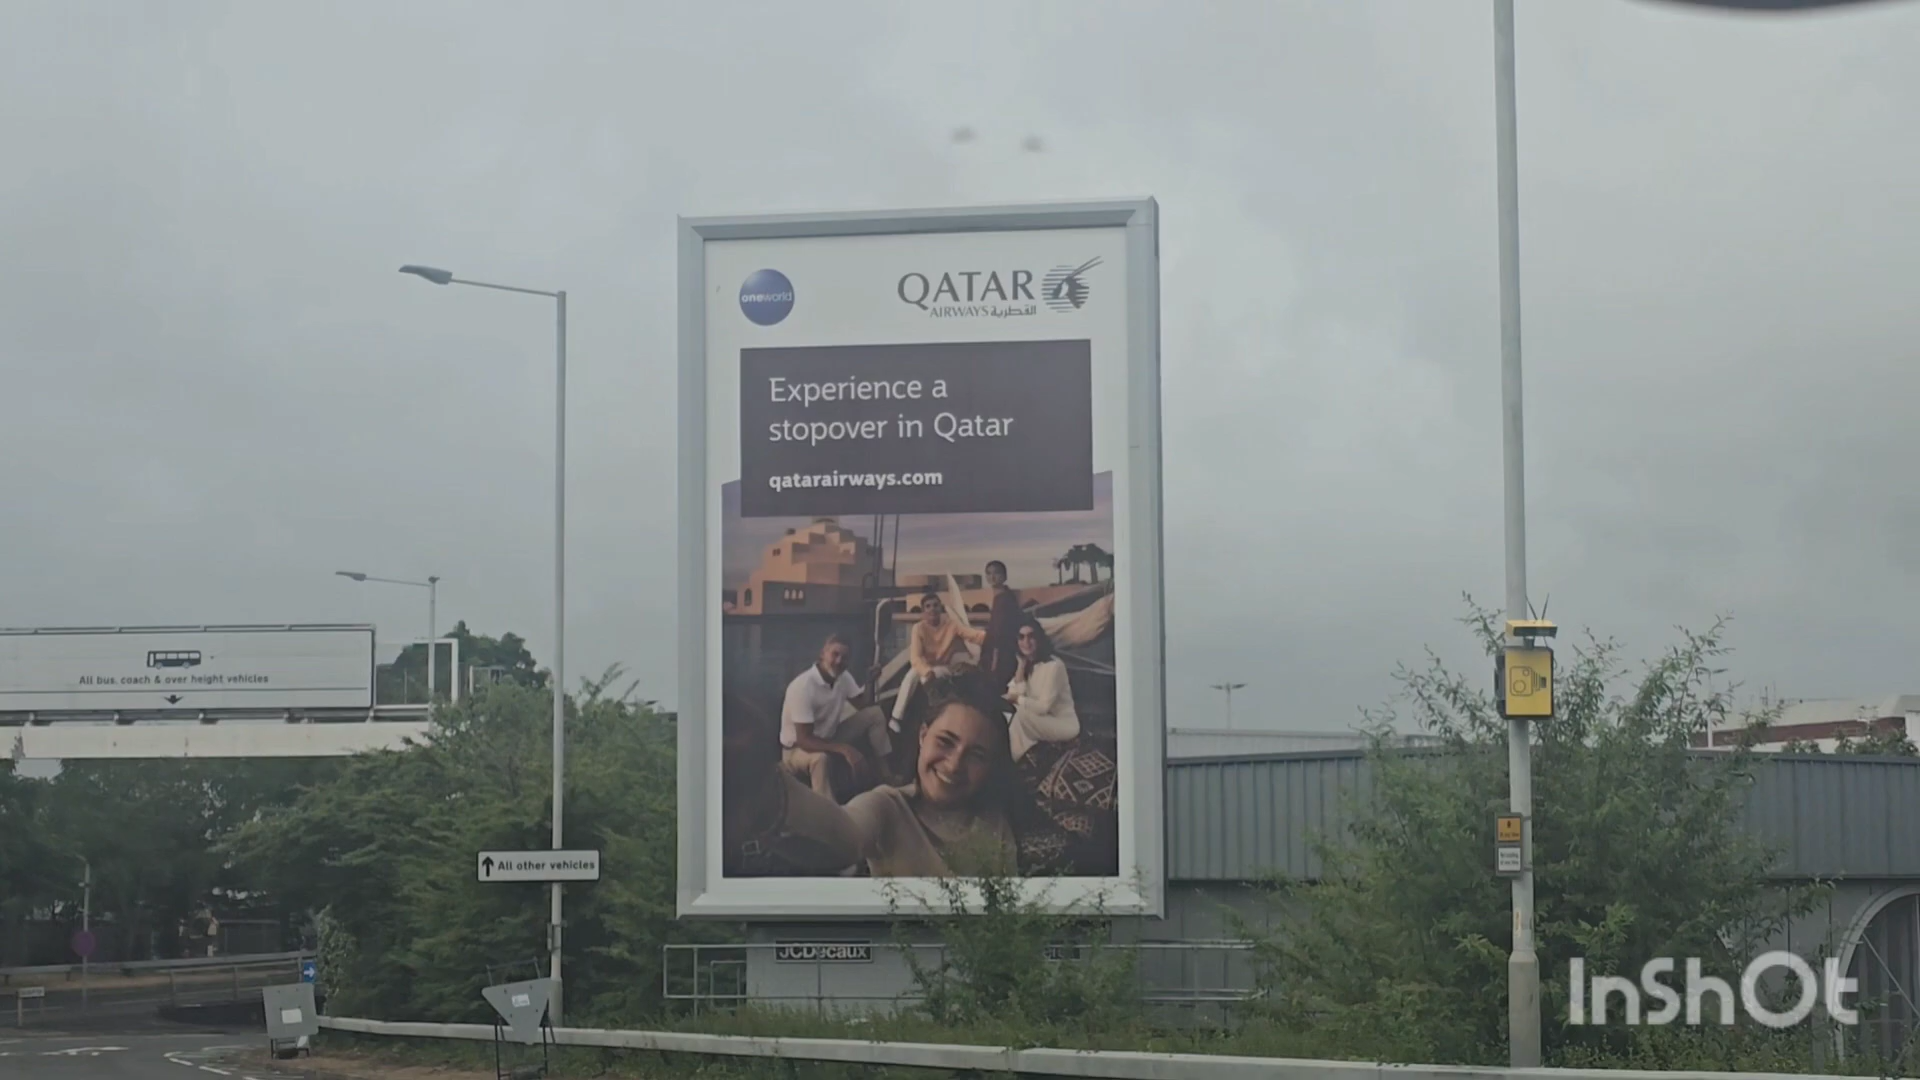 oneworld
QATAR
AIRWAYS القطرية
Experience a
stopover in Qatar
qatarairways.com
All bus, coach & over height vehicles
All other vehicles
JCDecaux
InShOt